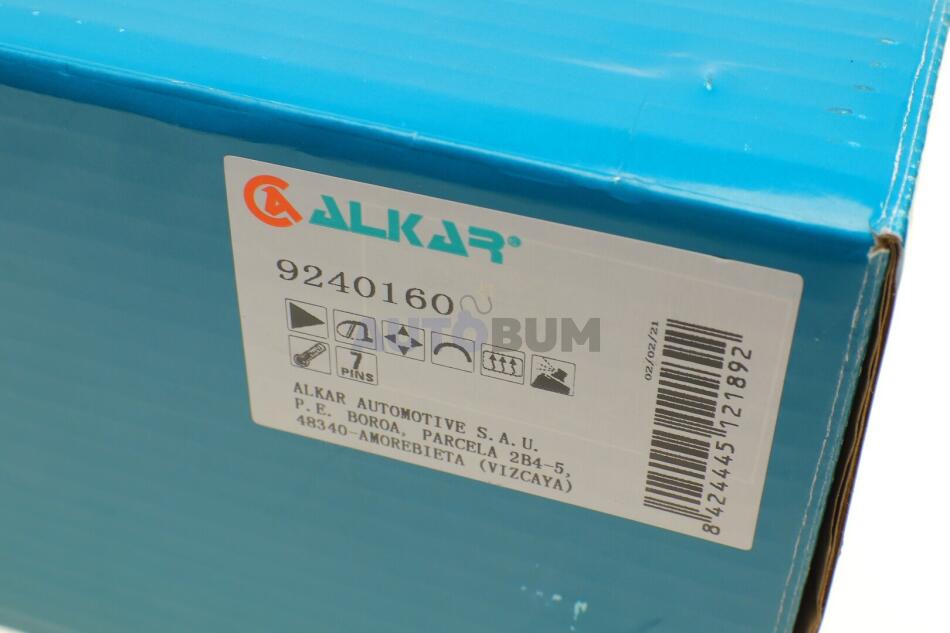 ALKAR®
9240160
AUTOBUM
7
PINS
ALKAR AUTOMOTIVE S.A.U.
P.E. BOROA, PARCELA 2B4-5,
48340-AMOREBIETA (VIZCAYA)
02/02/21
8424445121892